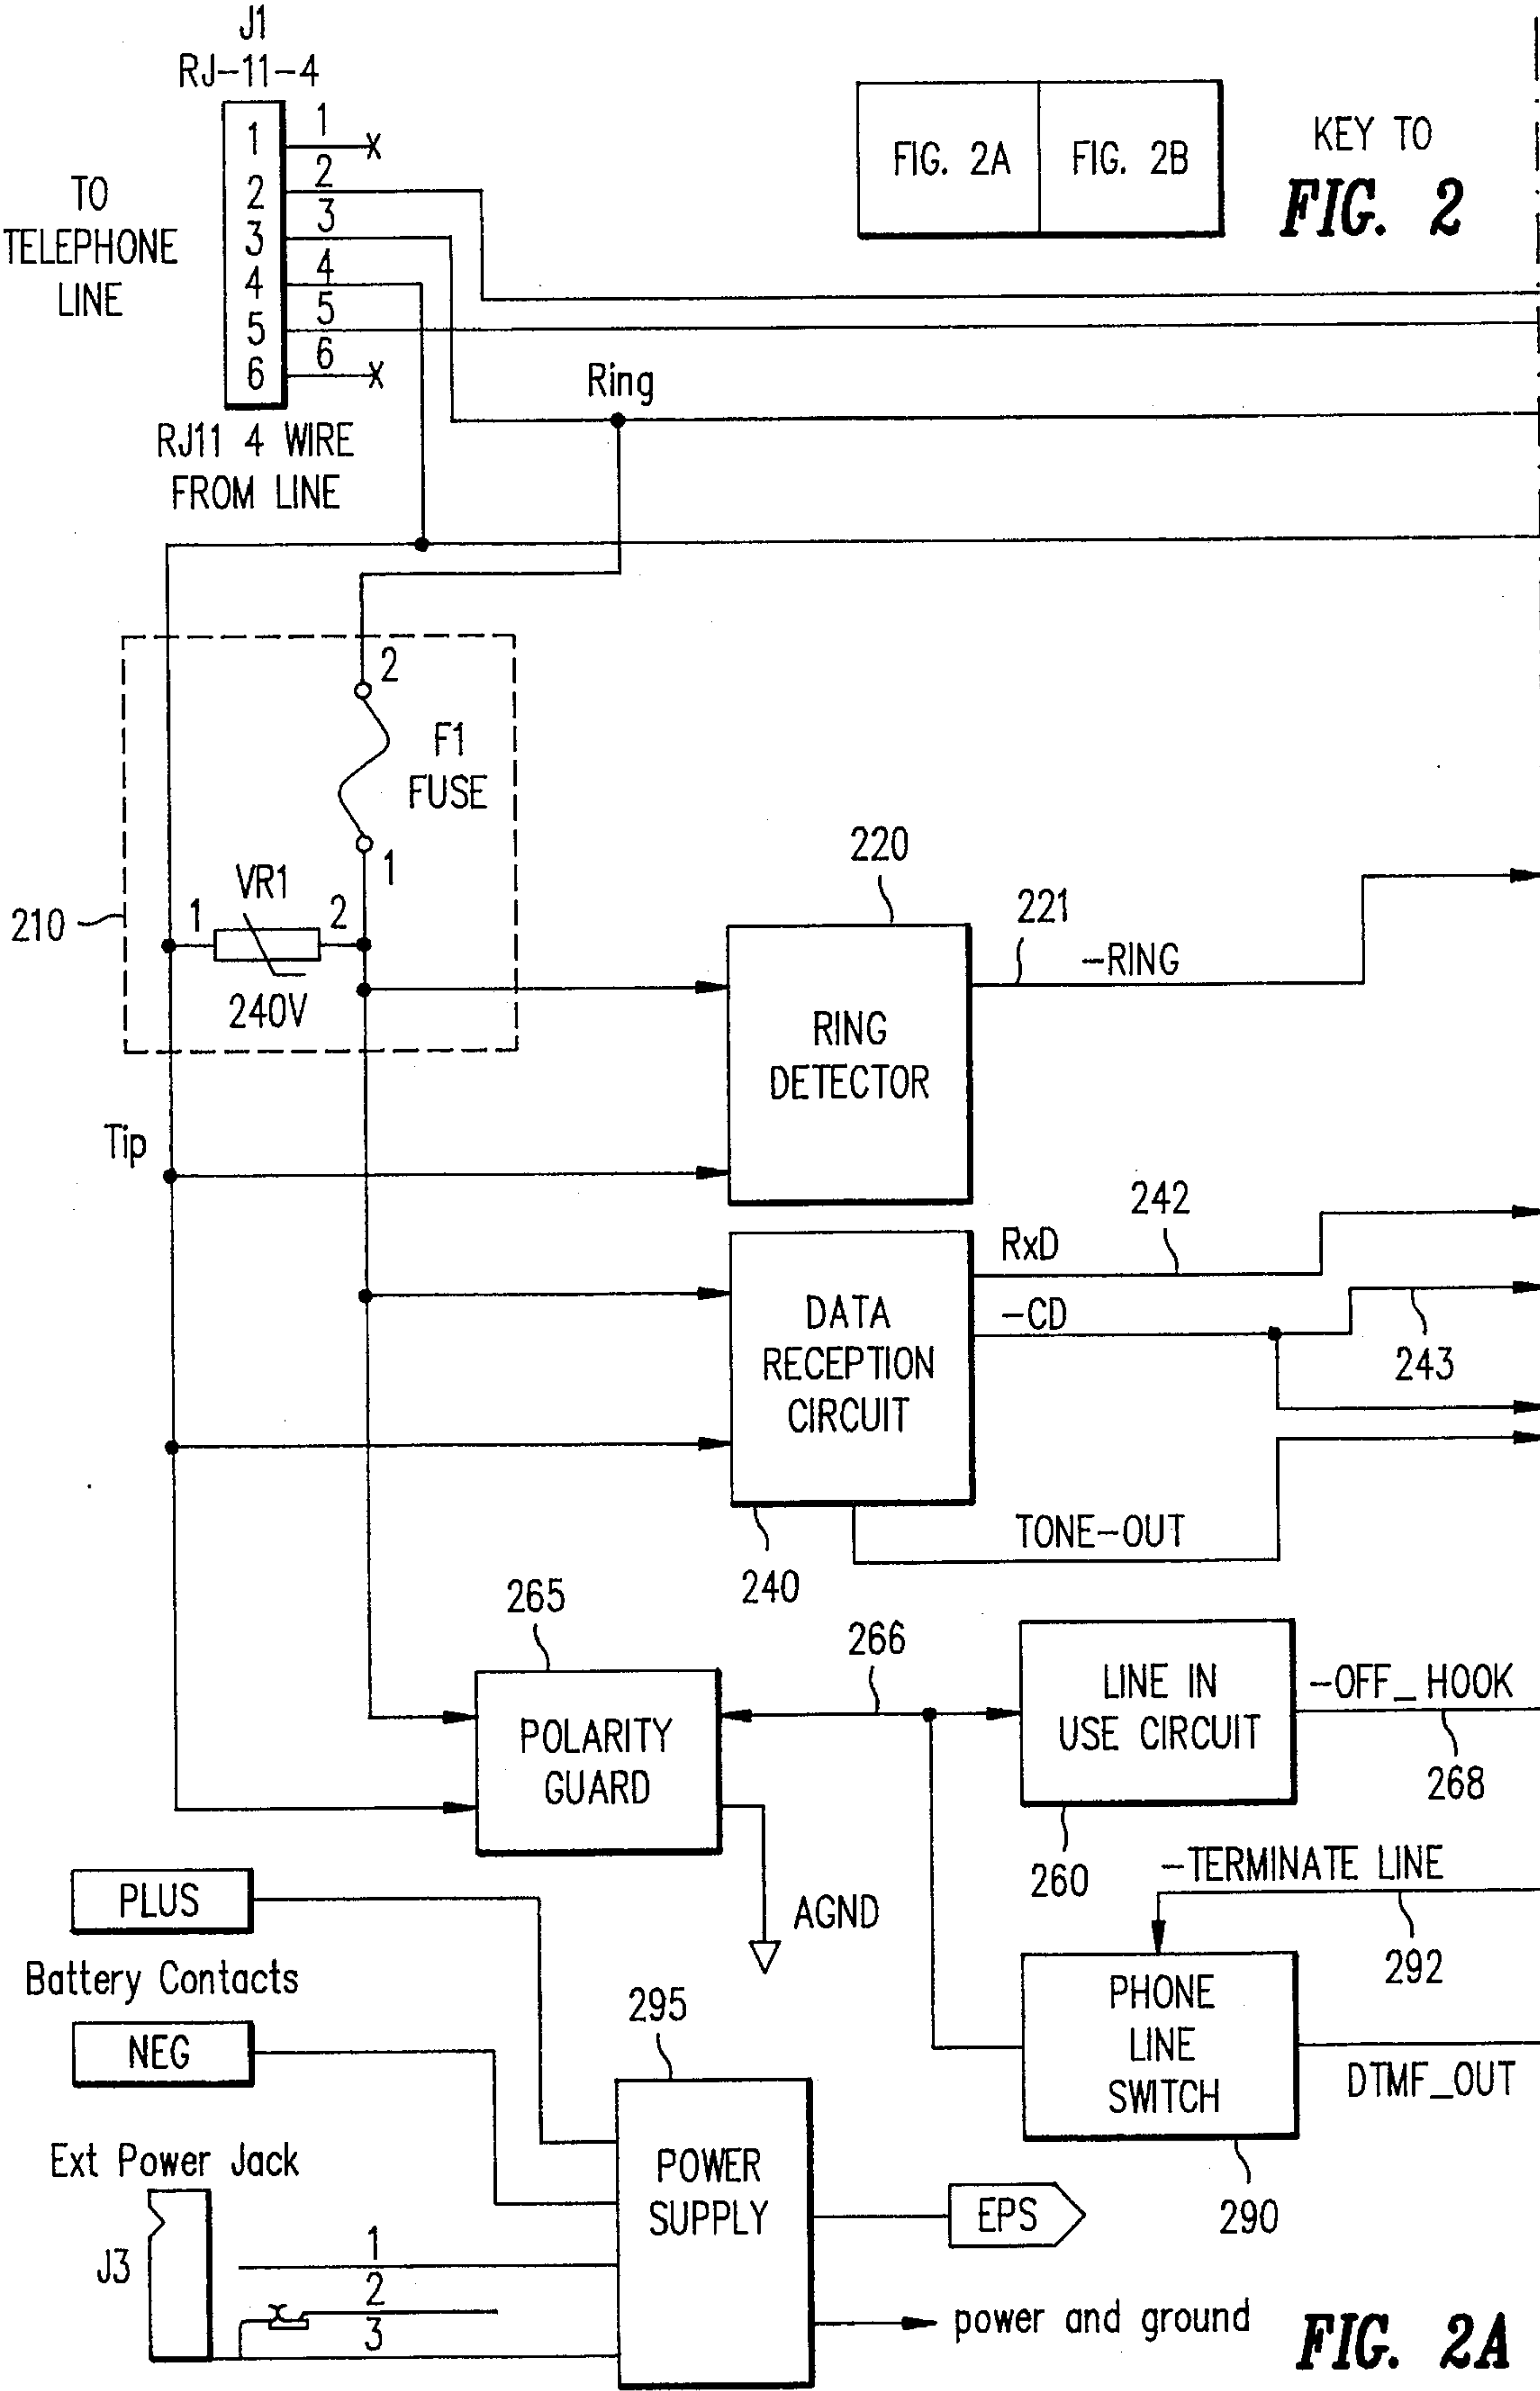 J1
RJ-11-4
1 1
2 2
3 3
4 4
5 5
6 6
TO
TELEPHONE
LINE
RJ11 4 WIRE
FROM LINE
FIG. 2A FIG. 2B
KEY TO
FIG. 2
Ring
2
F1
FUSE
1
VR1
1 2
240V
210
Tip
220
RING
DETECTOR
221
-RING
DATA
RECEPTION
CIRCUIT
RxD
242
-CD
243
TONE-OUT
240
265
POLARITY
GUARD
266
AGND
LINE IN
USE CIRCUIT
-OFF_HOOK
268
260
-TERMINATE LINE
292
PHONE
LINE
SWITCH
DTMF_OUT
290
PLUS
Battery Contacts
NEG
Ext Power Jack
J3
1
2
3
295
POWER
SUPPLY
EPS
power and ground
FIG. 2A